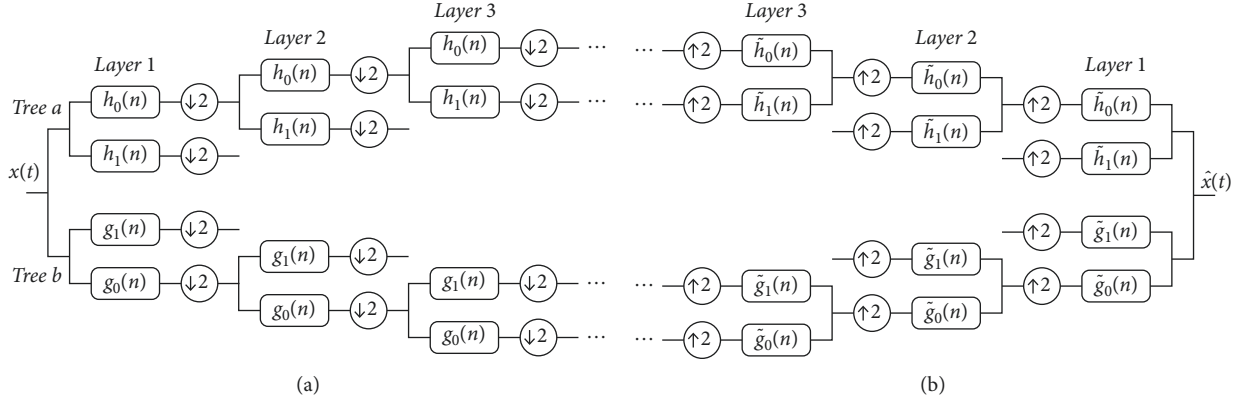 Layer 3 Layer 3
Layer 2 h₀(n) ↓2 ··· ··· ↑2 h̃₀(n) Layer 2
Layer 1 h₀(n) ↓2 ↑2 h̃₀(n) Layer 1
h₁(n) ↓2 ··· ··· ↑2 h̃₁(n)
Tree a h₀(n) ↓2 ↑2 h̃₀(n)
h₁(n) ↓2 ↑2 h̃₁(n)
h₁(n) ↓2 ↑2 h̃₁(n)
x(t) x̂(t)
g₁(n) ↓2 ↑2 g̃₁(n)
g₁(n) ↓2 ↑2 g̃₁(n)
Tree b g₀(n) ↓2 g₁(n) ↓2 ··· ··· ↑2 g̃₁(n) ↑2 g̃₀(n)
g₀(n) ↓2 ↑2 g̃₀(n)
g₀(n) ↓2 ··· ··· ↑2 g̃₀(n)
(a) (b)